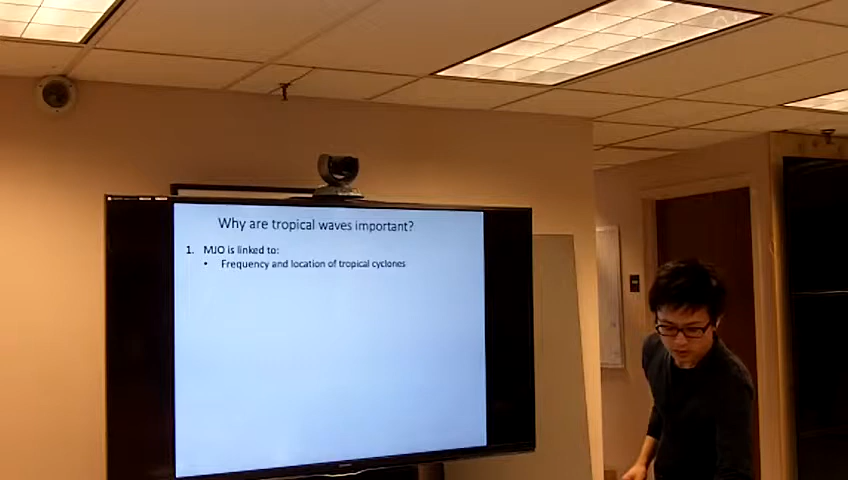 Why are tropical waves important?
1. MJO is linked to:
• Frequency and location of tropical cyclones